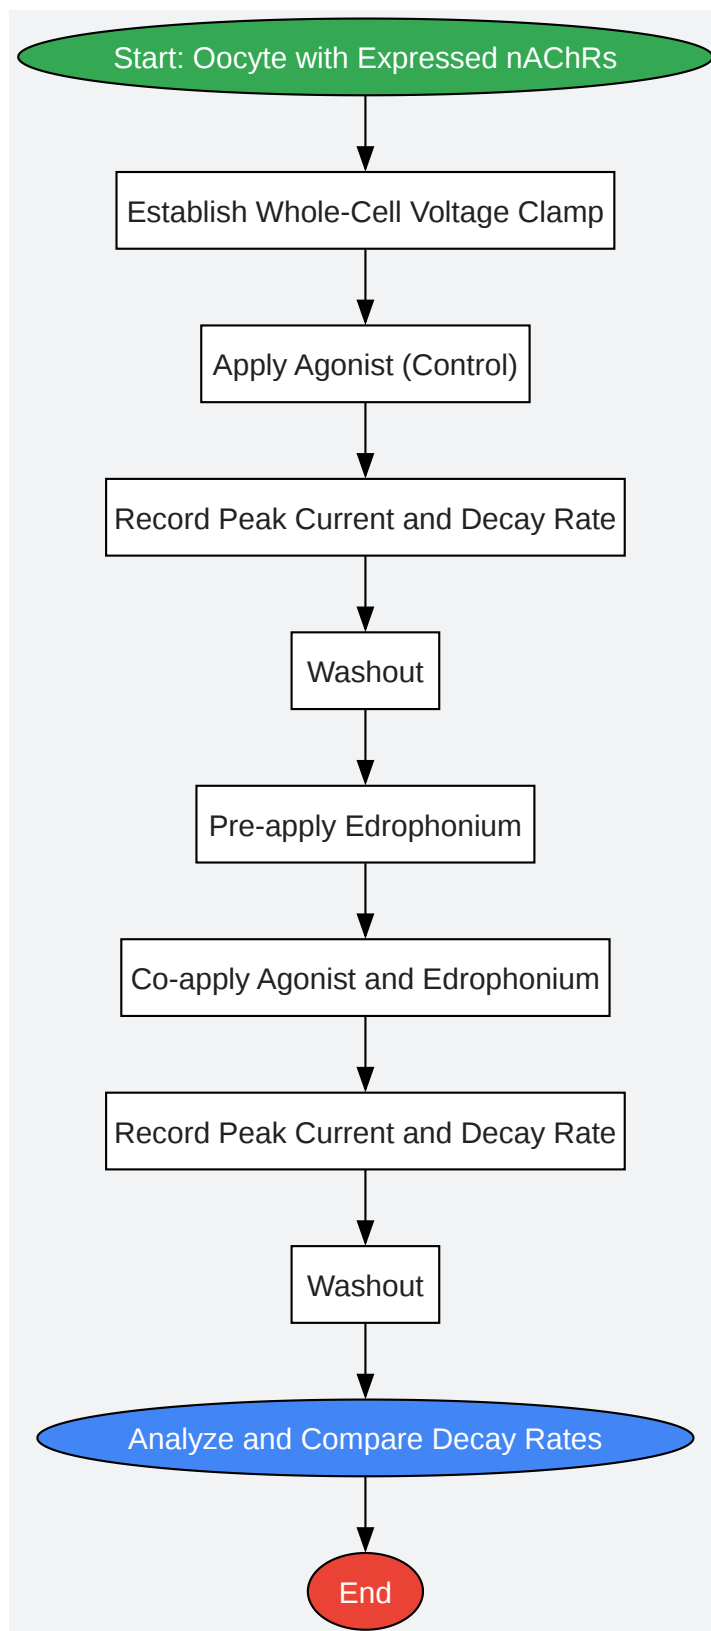 Start: Oocyte with Expressed nAChRs
Establish Whole-Cell Voltage Clamp
Apply Agonist (Control)
Record Peak Current and Decay Rate
Washout
Pre-apply Edrophonium
Co-apply Agonist and Edrophonium
Record Peak Current and Decay Rate
Washout
Analyze and Compare Decay Rates
End